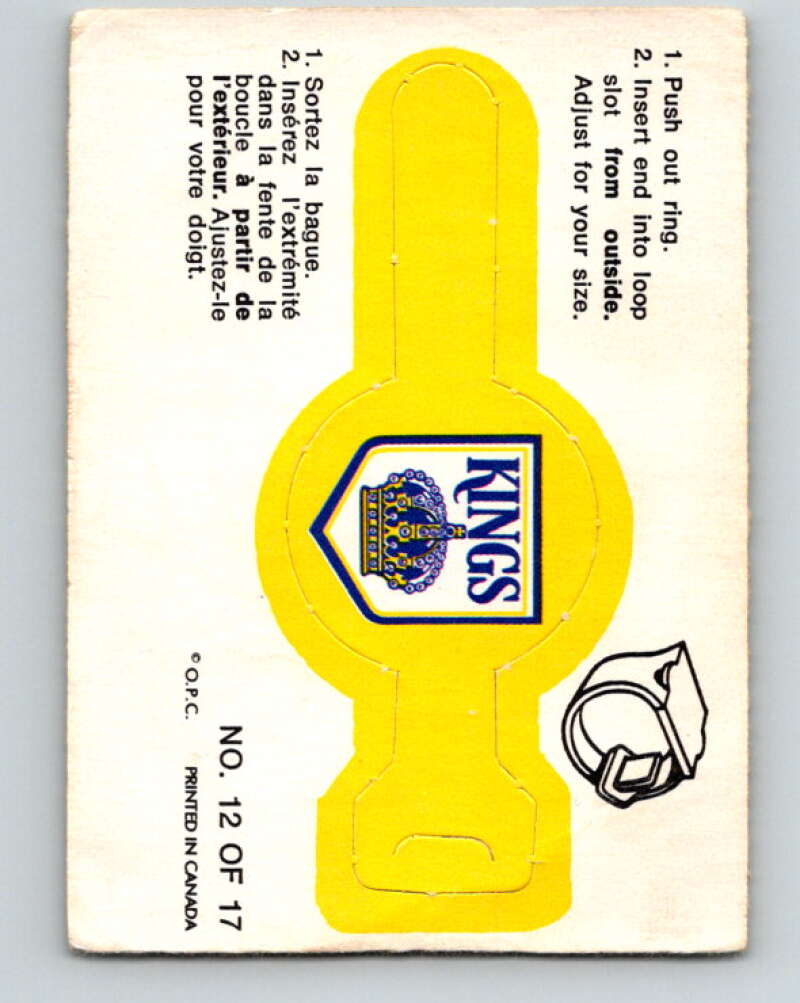 1. Push out ring.
2. Insert end into loop
slot from outside.
Adjust for your size.
KINGS
1. Sortez la bague.
2. Insérez l'extrémité
dans la fente de la
boucle à partir de
l'extérieur. Ajustez-le
pour votre doigt.
NO. 12 OF 17
© O.P.C. PRINTED IN CANADA